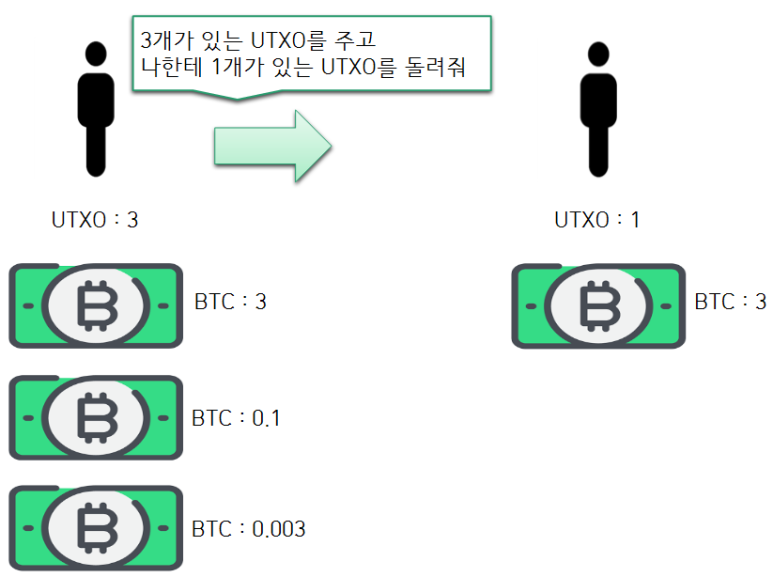 3개가 있는 UTXO를 주고
나한테 1개가 있는 UTXO를 돌려줘
UTXO : 3
UTXO : 1
BTC : 3
BTC : 3
BTC : 0.1
BTC : 0.003